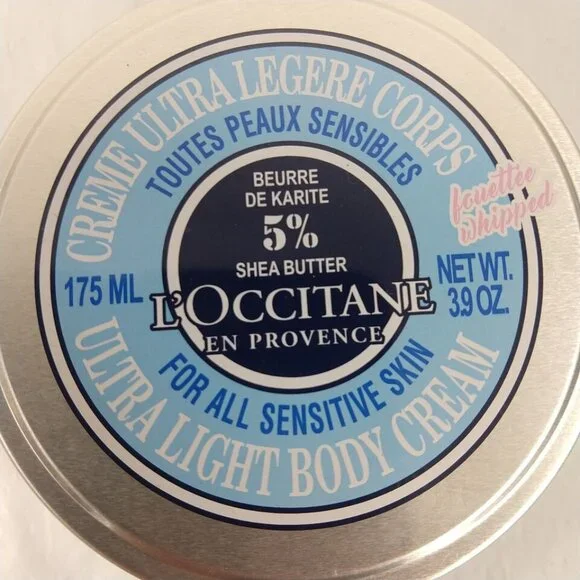 CREME ULTRA LEGERE CORPS
TOUTES PEAUX SENSIBLES
fouettée
whipped
BEURRE
DE KARITE
5%
SHEA BUTTER
175 ML
L'OCCITANE
EN PROVENCE
NET WT.
3.9 OZ.
FOR ALL SENSITIVE SKIN
ULTRA LIGHT BODY CREAM